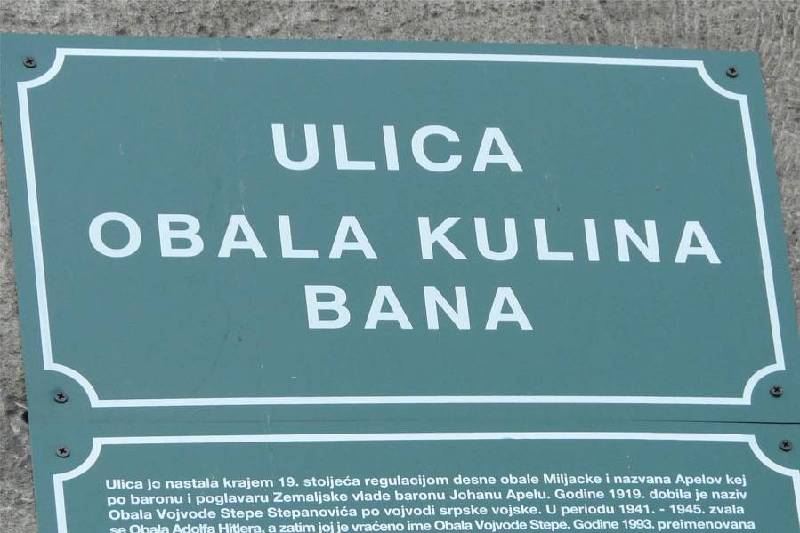 ULICA
OBALA KULINA
BANA
Ulica jo nastala krajem 19. stoljeća regulacijom desne obale Miljacke i nazvana Apelov kej
po baronu i poglavaru Zemaljske vlade baronu Johanu Apelu. Godine 1919. dobila je naziv
Obala Vojvode Stepe Stepanovića po vojvodi srpske vojske. U periodu 1941. - 1945. zvala
se Obala Adolfa Hitlera, a zatim joj je vraćeno ime Obala Vojvode Stepe. Godine 1993. preimenovana